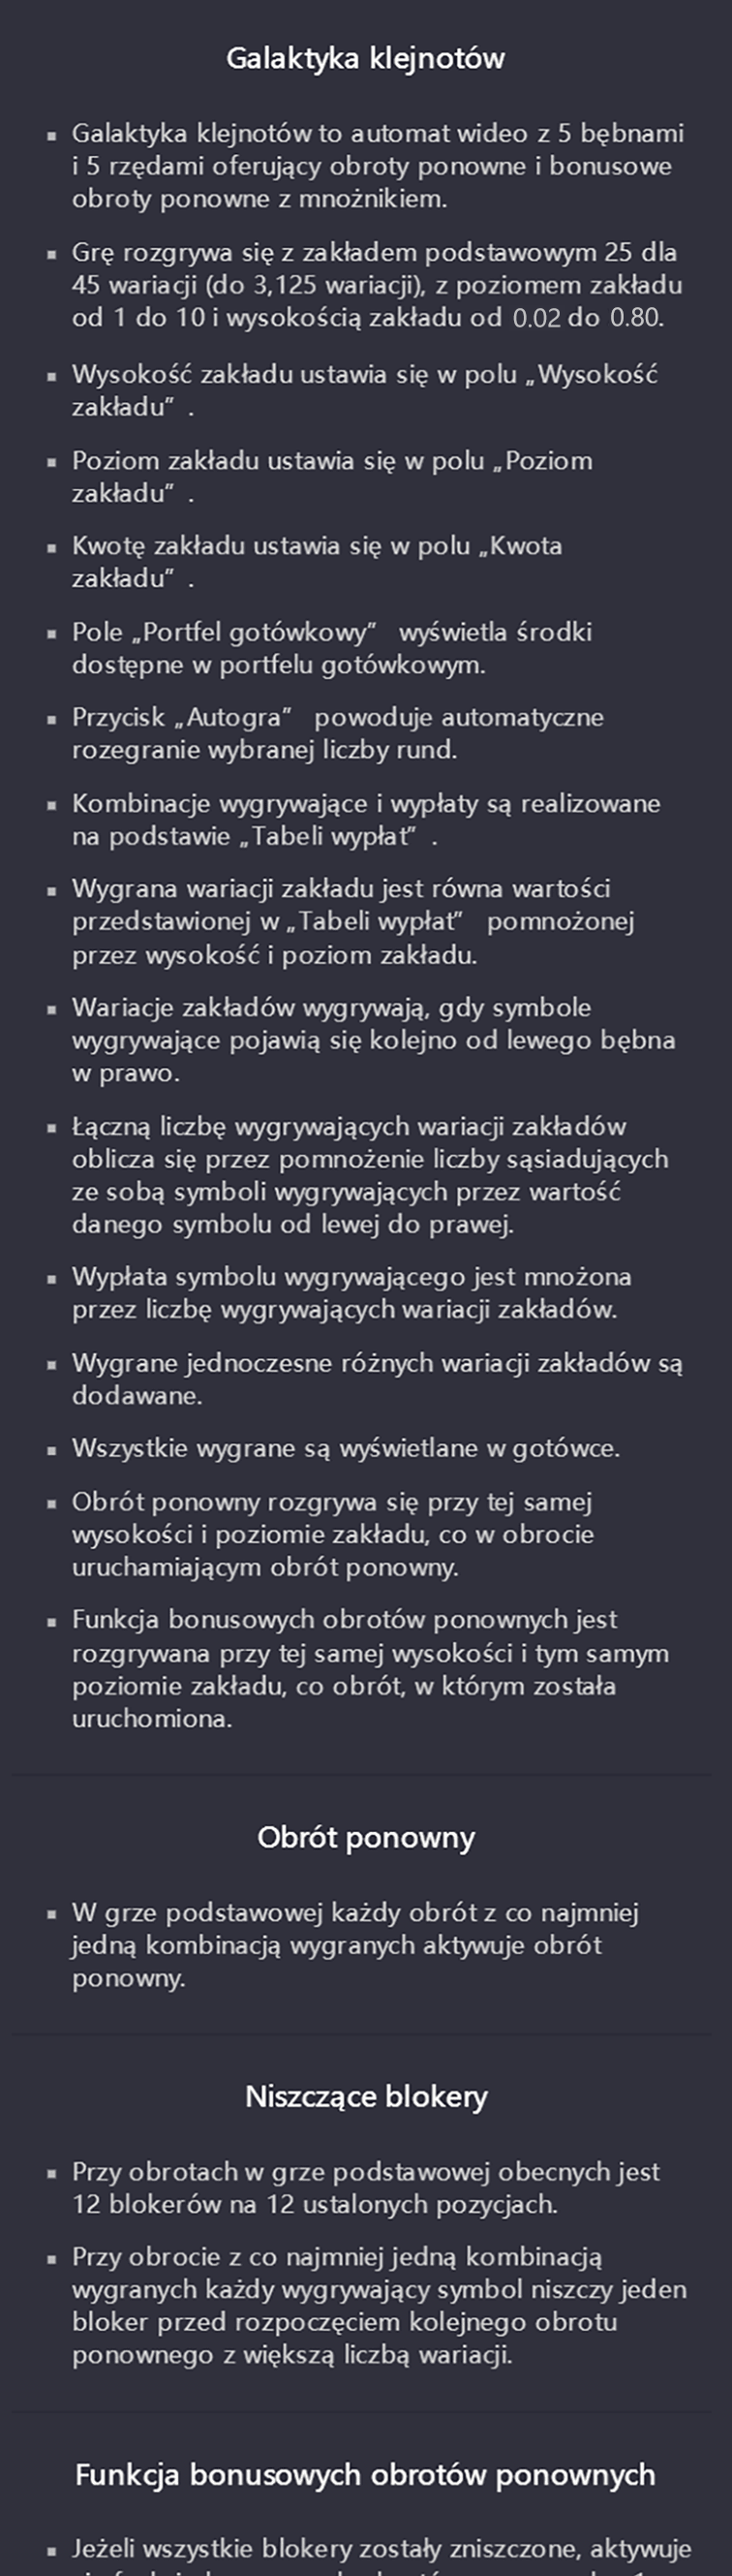 Galaktyka klejnotów
▪ Galaktyka klejnotów to automat wideo z 5 bębnami
i 5 rzędami oferujący obroty ponowne i bonusowe
obroty ponowne z mnożnikiem.
▪ Grę rozgrywa się z zakładem podstawowym 25 dla
45 wariacji (do 3,125 wariacji), z poziomem zakładu
od 1 do 10 i wysokością zakładu od 0.02 do 0.80.
▪ Wysokość zakładu ustawia się w polu „Wysokość
zakładu” .
▪ Poziom zakładu ustawia się w polu „Poziom
zakładu” .
▪ Kwotę zakładu ustawia się w polu „Kwota
zakładu” .
▪ Pole „Portfel gotówkowy” wyświetla środki
dostępne w portfelu gotówkowym.
▪ Przycisk „Autogra” powoduje automatyczne
rozegranie wybranej liczby rund.
▪ Kombinacje wygrywające i wypłaty są realizowane
na podstawie „Tabeli wypłat” .
▪ Wygrana wariacji zakładu jest równa wartości
przedstawionej w „Tabeli wypłat” pomnożonej
przez wysokość i poziom zakładu.
▪ Wariacje zakładów wygrywają, gdy symbole
wygrywające pojawią się kolejno od lewego bębna
w prawo.
▪ Łączną liczbę wygrywających wariacji zakładów
oblicza się przez pomnożenie liczby sąsiadujących
ze sobą symboli wygrywających przez wartość
danego symbolu od lewej do prawej.
▪ Wypłata symbolu wygrywającego jest mnożona
przez liczbę wygrywających wariacji zakładów.
▪ Wygrane jednoczesne różnych wariacji zakładów są
dodawane.
▪ Wszystkie wygrane są wyświetlane w gotówce.
▪ Obrót ponowny rozgrywa się przy tej samej
wysokości i poziomie zakładu, co w obrocie
uruchamiającym obrót ponowny.
▪ Funkcja bonusowych obrotów ponownych jest
rozgrywana przy tej samej wysokości i tym samym
poziomie zakładu, co obrót, w którym została
uruchomiona.
Obrót ponowny
▪ W grze podstawowej każdy obrót z co najmniej
jedną kombinacją wygranych aktywuje obrót
ponowny.
Niszczące blokery
▪ Przy obrotach w grze podstawowej obecnych jest
12 blokerów na 12 ustalonych pozycjach.
▪ Przy obrocie z co najmniej jedną kombinacją
wygranych każdy wygrywający symbol niszczy jeden
bloker przed rozpoczęciem kolejnego obrotu
ponownego z większą liczbą wariacji.
Funkcja bonusowych obrotów ponownych
▪ Jeżeli wszystkie blokery zostały zniszczone, aktywuje